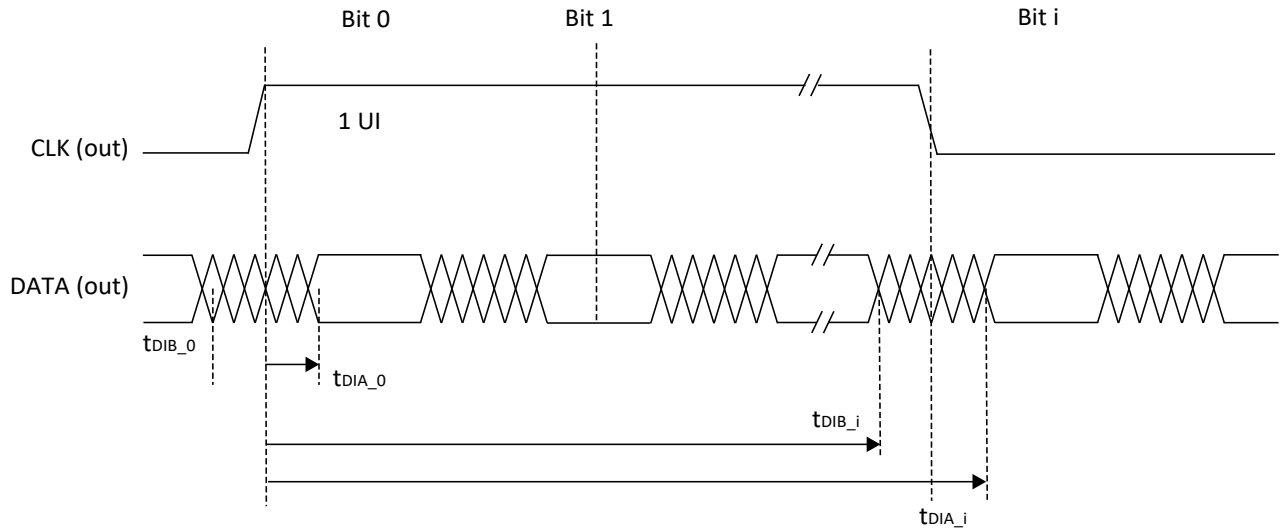 Bit 0 Bit 1 Bit i
1 UI
CLK (out)
DATA (out)
tDIB_0
tDIA_0
tDIB_i
tDIA_i